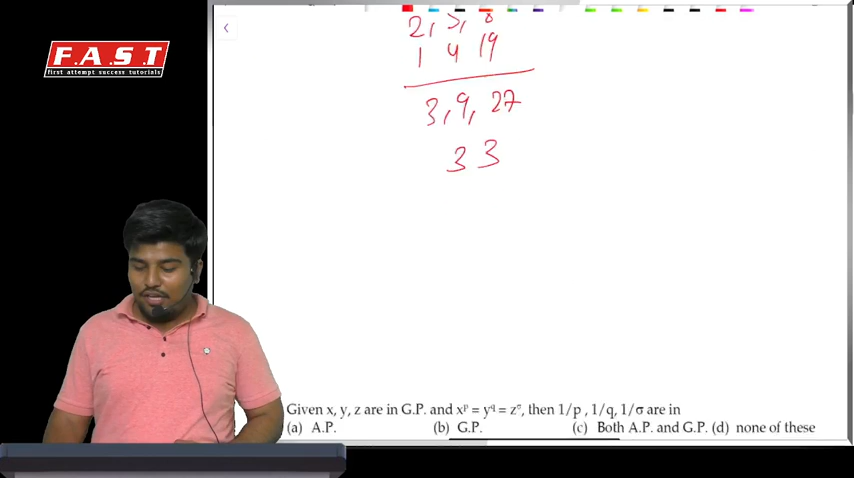 2, 5, 8
1 4 19
3, 9, 27
3 3
F.A.S.T
first attempt success tutorials
Given x, y, z are in G.P. and xᵖ = y^q = z^σ, then 1/p , 1/q, 1/σ are in
(a) A.P. (b) G.P. (c) Both A.P. and G.P. (d) none of these